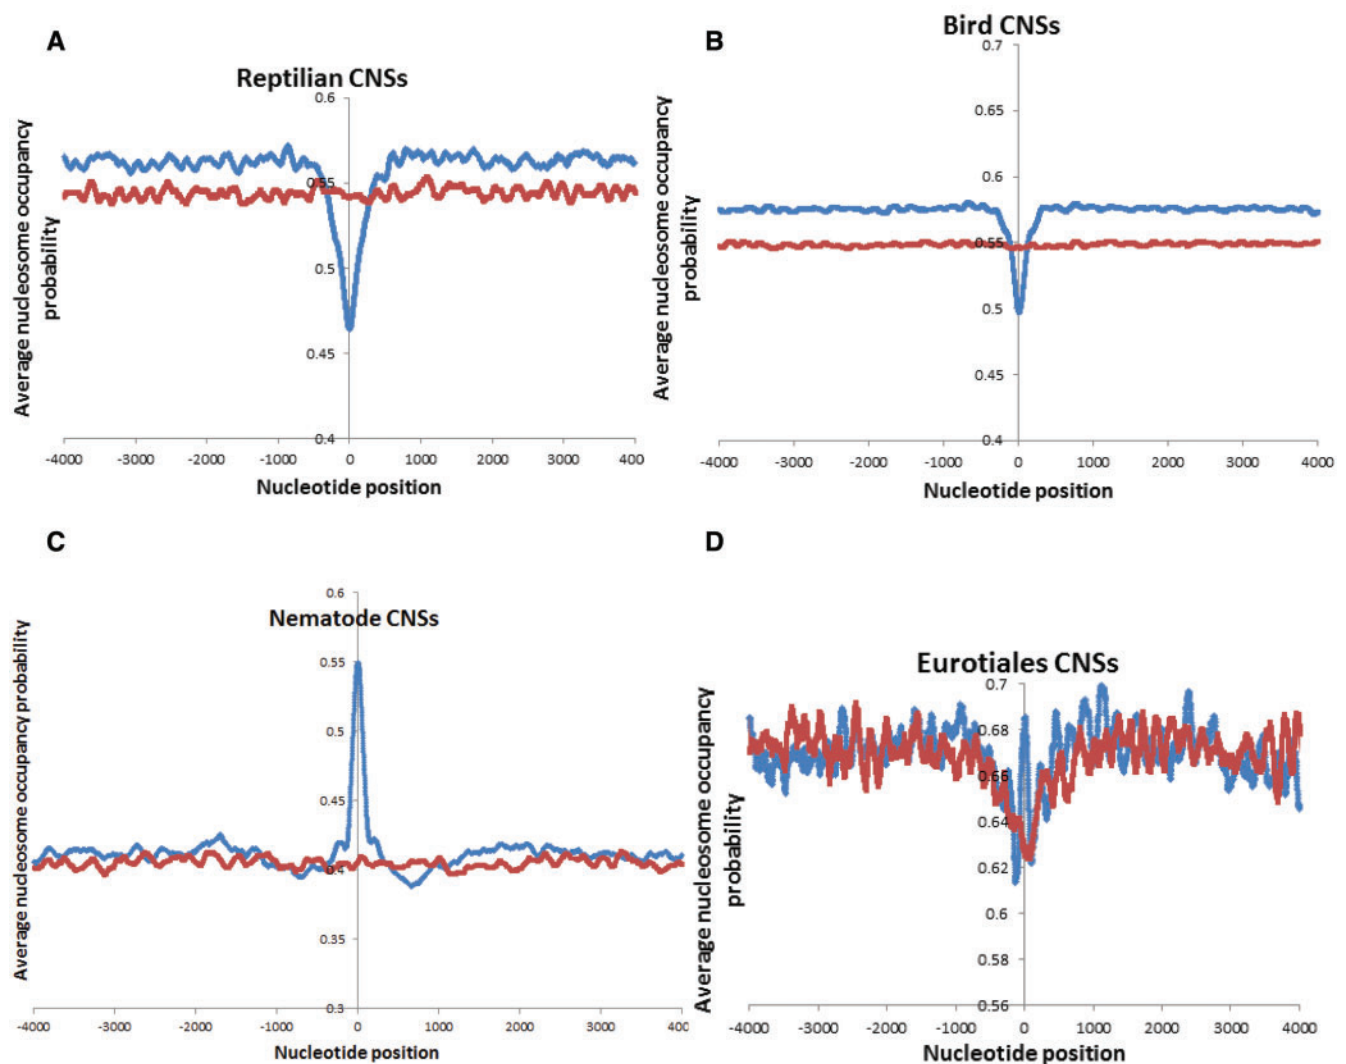 A
Reptilian CNSs
Average nucleosome occupancy
probability
0.6
0.55
0.5
0.45
0.4
-4000 -3000 -2000 -1000 0 1000 2000 3000 400
Nucleotide position
B
Bird CNSs
Average nucleosome occupancy
probability
0.7
0.65
0.6
0.55
0.5
0.45
0.4
-4000 -3000 -2000 -1000 0 1000 2000 3000 4000
Nucleotide position
C
Nematode CNSs
Average nucleosome occupancy probability
0.6
0.55
0.5
0.45
0.4
0.35
0.3
-4000 -3000 -2000 -1000 0 1000 2000 3000 400
Nucleotide position
D
Eurotiales CNSs
Average nucleosome occupancy
probability
0.7
0.68
0.66
0.64
0.62
0.6
0.58
0.56
-4000 -3000 -2000 -1000 0 1000 2000 3000 4000
Nucleotide position